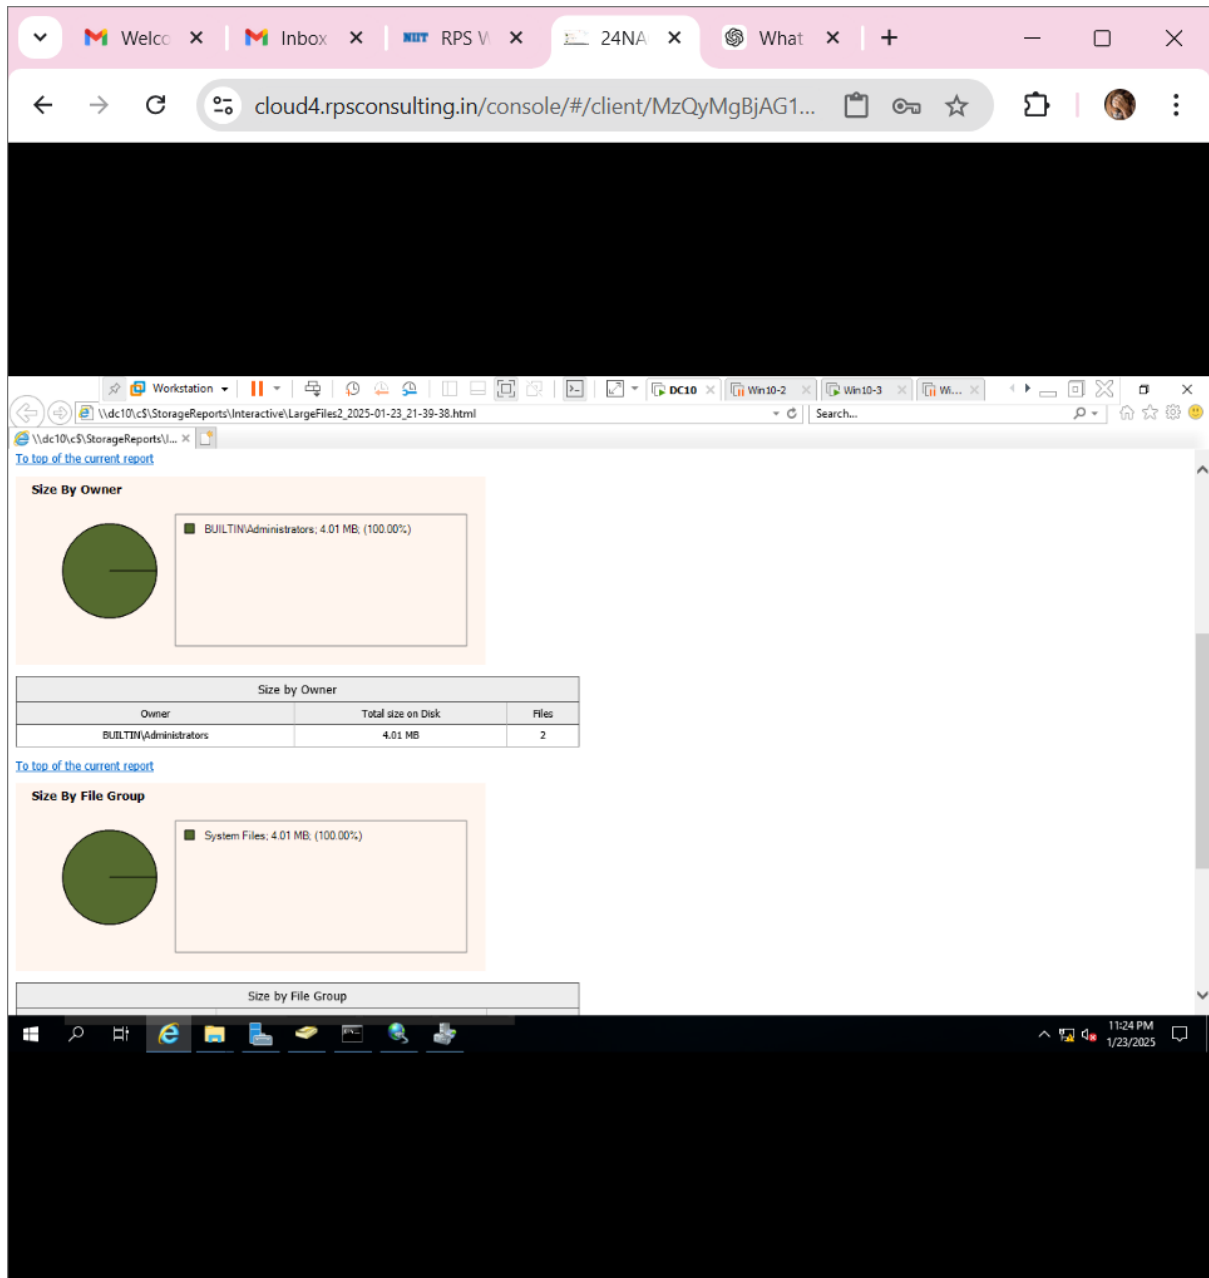 Welco
Inbox
NIIT RPS W
24NA
What
cloud4.rpsconsulting.in/console/#/client/MzQyMgBjAG1...
Workstation
DC10
Win10-2
Win10-3
Wi...
\\dc10\c$\StorageReports\Interactive\LargeFiles2_2025-01-23_21-39-38.html
Search...
\\dc10\c$\StorageReports\I...
To top of the current report
Size By Owner
BUILTIN\Administrators; 4.01 MB; (100.00%)
Size by Owner
Owner Total size on Disk Files
BUILTIN\Administrators 4.01 MB 2
To top of the current report
Size By File Group
System Files; 4.01 MB; (100.00%)
Size by File Group
11:24 PM
1/23/2025